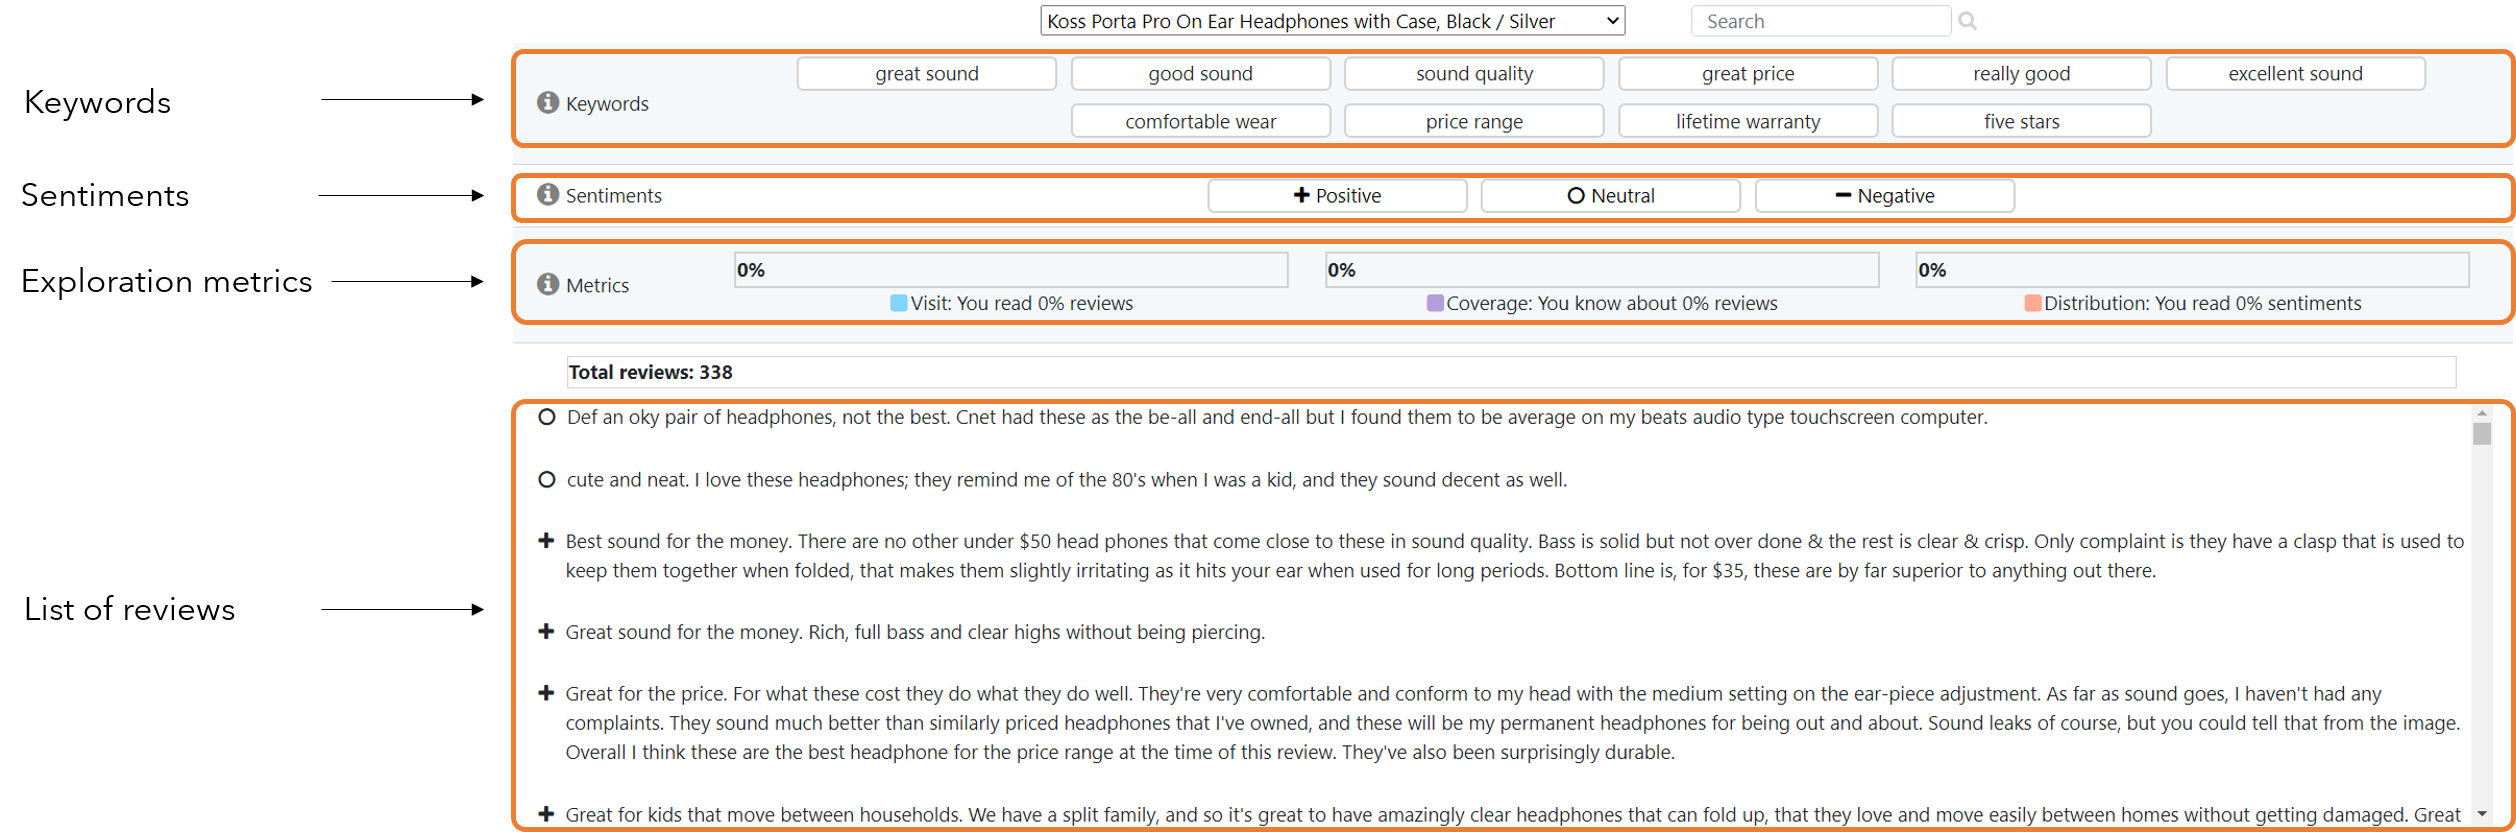 Koss Porta Pro On Ear Headphones with Case, Black / Silver
Search
Keywords
Keywords
great sound
good sound
sound quality
great price
really good
excellent sound
comfortable wear
price range
lifetime warranty
five stars
Sentiments
Sentiments
Positive
Neutral
Negative
Exploration metrics
Metrics
0%
0%
0%
Visit: You read 0% reviews
Coverage: You know about 0% reviews
Distribution: You read 0% sentiments
Total reviews: 338
List of reviews
Def an oky pair of headphones, not the best. Cnet had these as the be-all and end-all but I found them to be average on my beats audio type touchscreen computer.
cute and neat. I love these headphones; they remind me of the 80's when I was a kid, and they sound decent as well.
Best sound for the money. There are no other under $50 head phones that come close to these in sound quality. Bass is solid but not over done & the rest is clear & crisp. Only complaint is they have a clasp that is used to
keep them together when folded, that makes them slightly irritating as it hits your ear when used for long periods. Bottom line is, for $35, these are by far superior to anything out there.
Great sound for the money. Rich, full bass and clear highs without being piercing.
Great for the price. For what these cost they do what they do well. They're very comfortable and conform to my head with the medium setting on the ear-piece adjustment. As far as sound goes, I haven't had any
complaints. They sound much better than similarly priced headphones that I've owned, and these will be my permanent headphones for being out and about. Sound leaks of course, but you could tell that from the image.
Overall I think these are the best headphone for the price range at the time of this review. They've also been surprisingly durable.
Great for kids that move between households. We have a split family, and so it's great to have amazingly clear headphones that can fold up, that they love and move easily between homes without getting damaged. Great